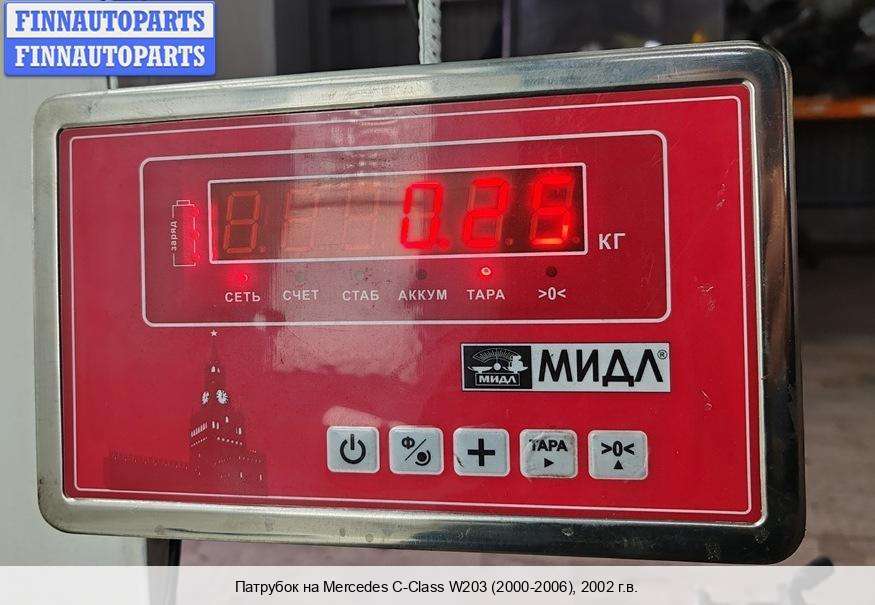 FINNAUTOPARTS
FINNAUTOPARTS
заряд
0.25 КГ
СЕТЬ СЧЕТ СТАБ АККУМ ТАРА >0<
МИДЛ МИДЛ®
Ф ТАРА >0<
Патрубок на Mercedes C-Class W203 (2000-2006), 2002 г.в.